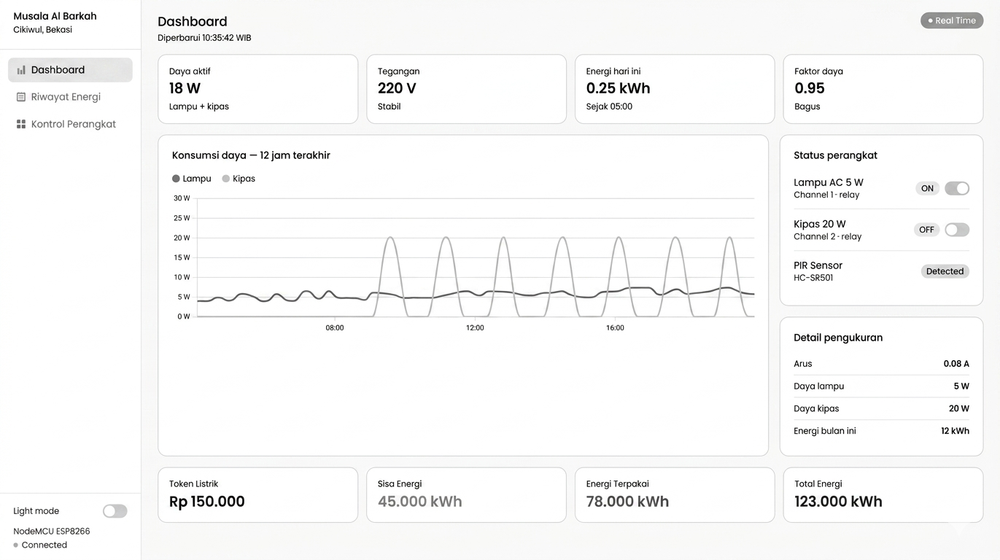 Musala Al Barkah
Cikiwul, Bekasi
Dashboard
Riwayat Energi
Kontrol Perangkat
Light mode
NodeMCU ESP8266
Connected
Dashboard
Diperbarui 10:35:42 WIB
Real Time
Daya aktif
18 W
Lampu + kipas
Tegangan
220 V
Stabil
Energi hari ini
0.25 kWh
Sejak 05:00
Faktor daya
0.95
Bagus
Konsumsi daya — 12 jam terakhir
Lampu Kipas
30 W
25 W
20 W
15 W
10 W
5 W
0 W
08:00 12:00 16:00
Status perangkat
Lampu AC 5 W
Channel 1 - relay
ON
Kipas 20 W
Channel 2 - relay
OFF
PIR Sensor
HC-SR501
Detected
Detail pengukuran
Arus 0.08 A
Daya lampu 5 W
Daya kipas 20 W
Energi bulan ini 12 kWh
Token Listrik
Rp 150.000
Sisa Energi
45.000 kWh
Energi Terpakai
78.000 kWh
Total Energi
123.000 kWh